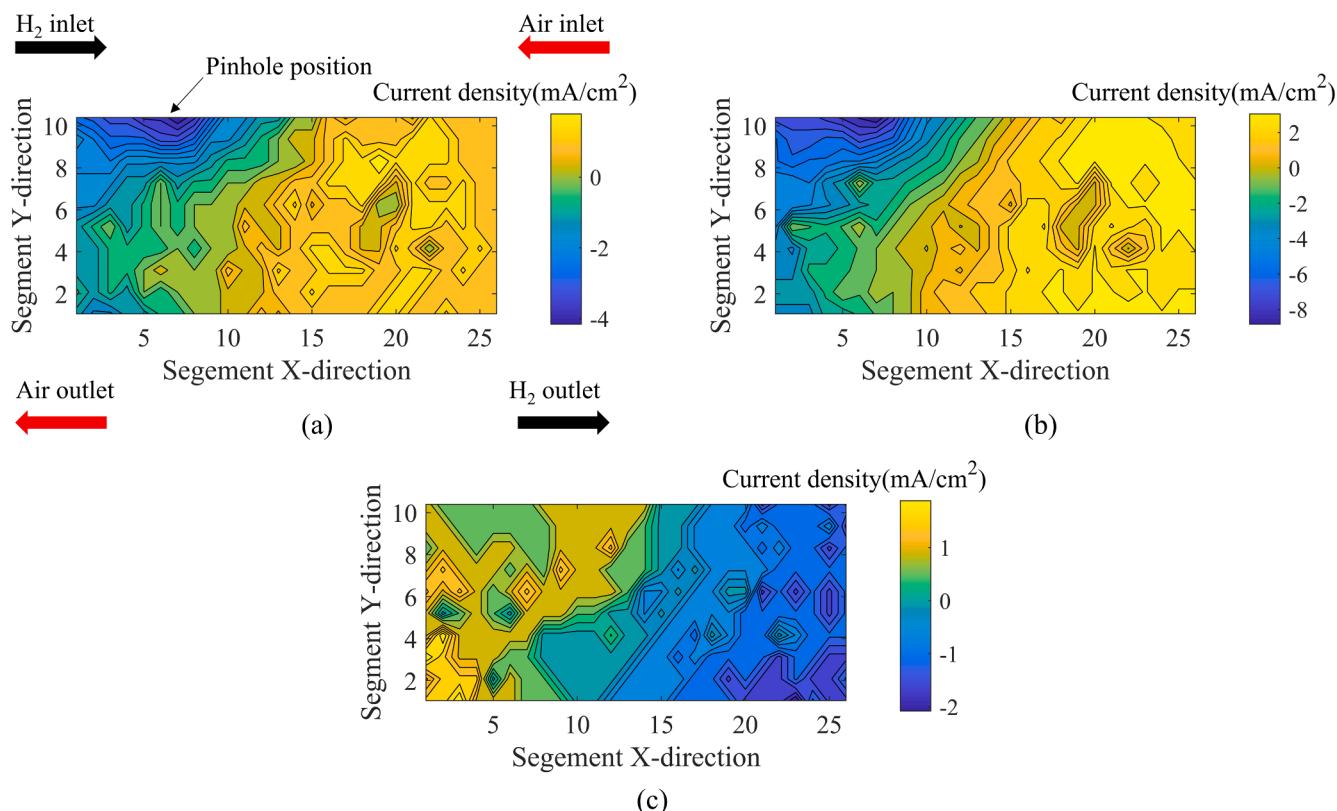 H2 inlet
Air inlet
Pinhole position
Current density(mA/cm2)
Current density(mA/cm2)
Segment Y-direction
10
8
6
4
2
5
10
15
20
25
Segement X-direction
0
-2
-4
Segment Y-direction
10
8
6
4
2
5
10
15
20
25
Segement X-direction
2
0
-2
-4
-6
-8
Air outlet
H2 outlet
(a)
(b)
Current density(mA/cm2)
Segment Y-direction
10
8
6
4
2
5
10
15
20
25
Segement X-direction
1
0
-1
-2
(c)